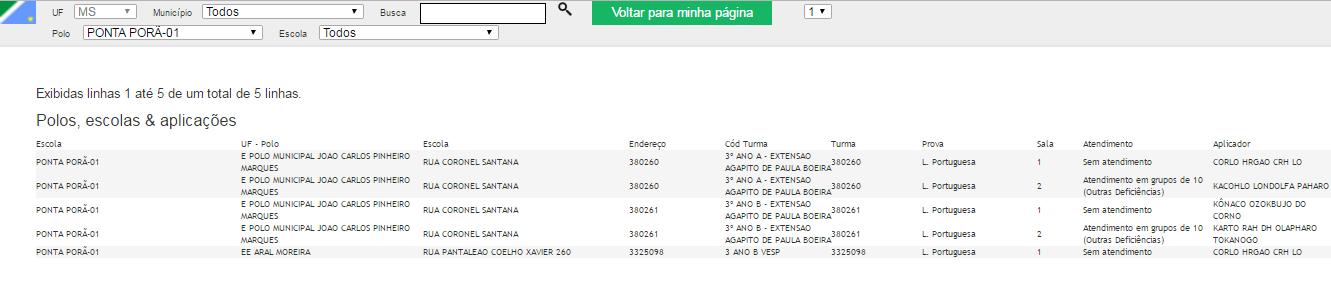 UF MS Município Todos Busca Voltar para minha página 1
Polo PONTA PORÃ-01 Escola Todos
Exibidas linhas 1 até 5 de um total de 5 linhas.
Polos, escolas & aplicações
Escola UF - Polo Escola Endereço Cód Turma Turma Prova Sala Atendimento Aplicador
PONTA PORÃ-01 E POLO MUNICIPAL JOAO CARLOS PINHEIRO MARQUES RUA CORONEL SANTANA 380260 3º ANO A - EXTENSAO AGAPITO DE PAULA BOEIRA 380260 L. Portuguesa 1 Sem atendimento CORLO HRGAO CRH LO
PONTA PORÃ-01 E POLO MUNICIPAL JOAO CARLOS PINHEIRO MARQUES RUA CORONEL SANTANA 380260 3º ANO A - EXTENSAO AGAPITO DE PAULA BOEIRA 380260 L. Portuguesa 2 Atendimento em grupos de 10 (Outras Deficiências) KACOHLO LONDOLFA PAHARO
PONTA PORÃ-01 E POLO MUNICIPAL JOAO CARLOS PINHEIRO MARQUES RUA CORONEL SANTANA 380261 3º ANO B - EXTENSAO AGAPITO DE PAULA BOEIRA 380261 L. Portuguesa 1 Sem atendimento KÔNACO OZOKBUJO DO CORNO
PONTA PORÃ-01 E POLO MUNICIPAL JOAO CARLOS PINHEIRO MARQUES RUA CORONEL SANTANA 380261 3º ANO B - EXTENSAO AGAPITO DE PAULA BOEIRA 380261 L. Portuguesa 2 Atendimento em grupos de 10 (Outras Deficiências) KARTO RAH DH OLAPHARO TOKANOGO
PONTA PORÃ-01 EE ARAL MOREIRA RUA PANTALEAO COELHO XAVIER 260 3325098 3 ANO B VESP 3325098 L. Portuguesa 1 Sem atendimento CORLO HRGAO CRH LO